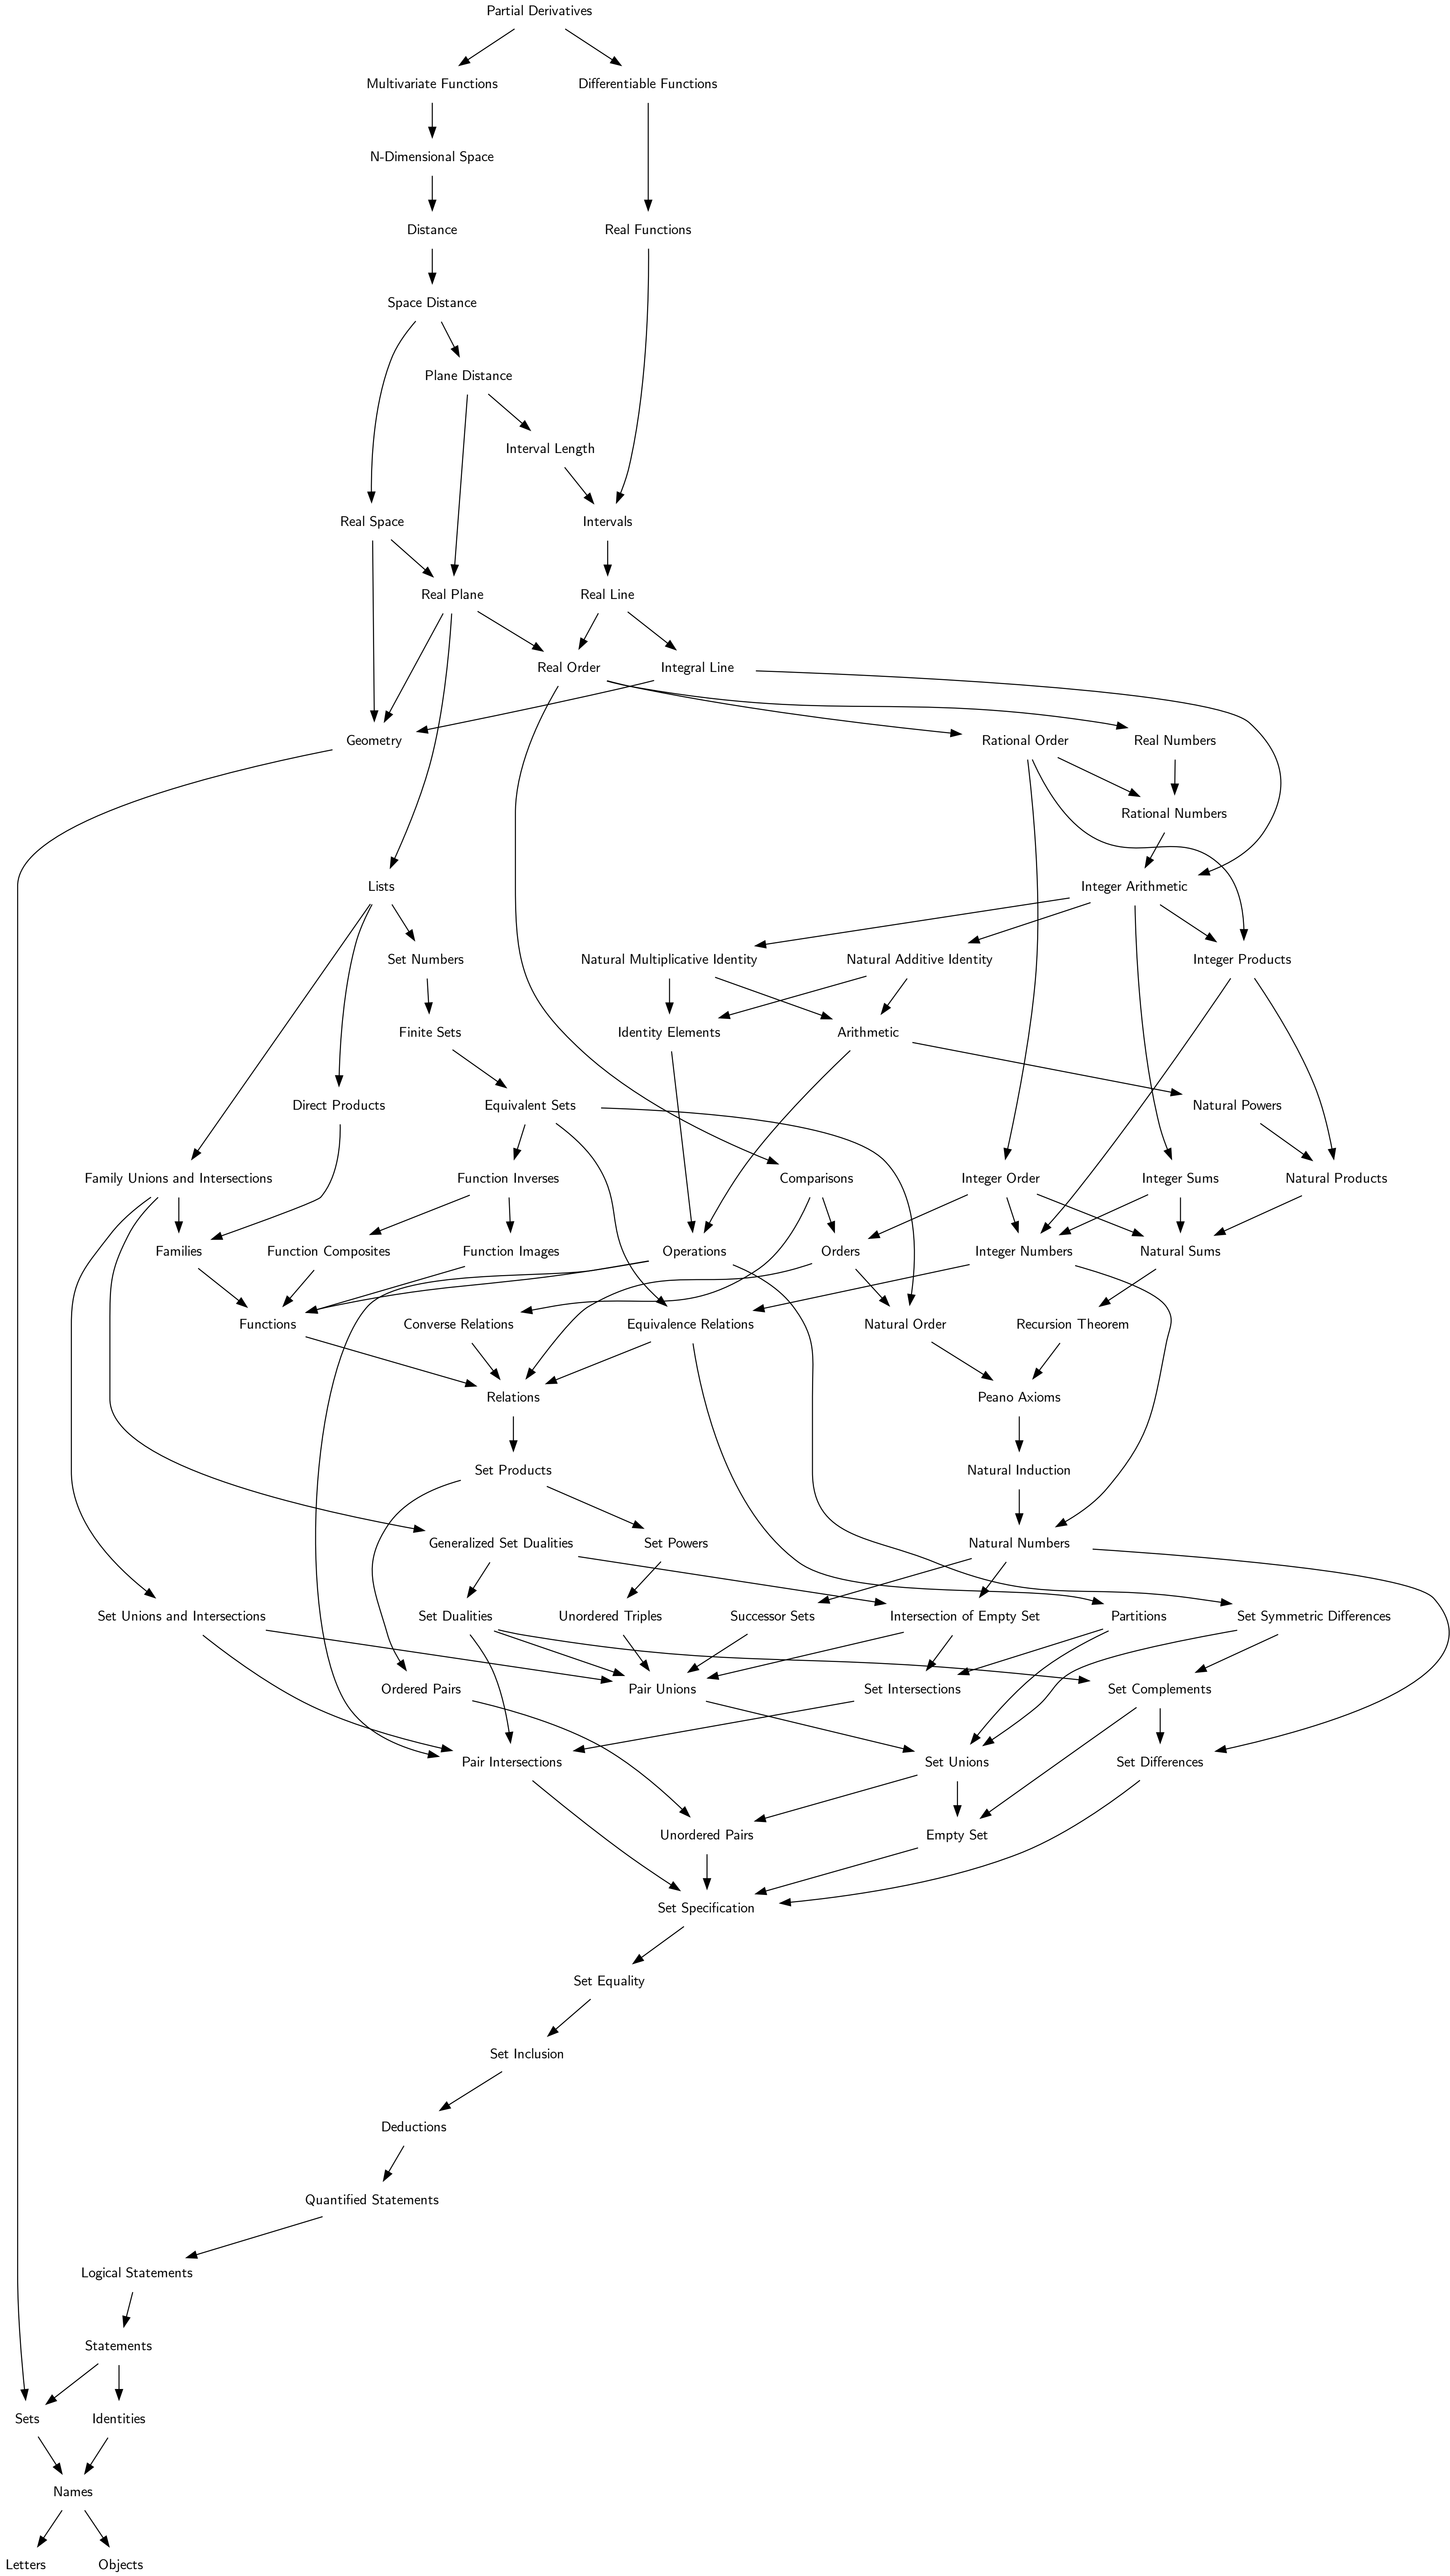 Partial Derivatives
Multivariate Functions
Differentiable Functions
N-Dimensional Space
Distance
Real Functions
Space Distance
Plane Distance
Interval Length
Real Space
Intervals
Real Plane
Real Line
Real Order
Integral Line
Geometry
Rational Order
Real Numbers
Rational Numbers
Lists
Integer Arithmetic
Set Numbers
Natural Multiplicative Identity
Natural Additive Identity
Integer Products
Finite Sets
Identity Elements
Arithmetic
Direct Products
Equivalent Sets
Natural Powers
Family Unions and Intersections
Function Inverses
Comparisons
Integer Order
Integer Sums
Natural Products
Families
Function Composites
Function Images
Operations
Orders
Integer Numbers
Natural Sums
Functions
Converse Relations
Equivalence Relations
Natural Order
Recursion Theorem
Relations
Peano Axioms
Set Products
Natural Induction
Generalized Set Dualities
Set Powers
Natural Numbers
Set Unions and Intersections
Set Dualities
Unordered Triples
Successor Sets
Intersection of Empty Set
Partitions
Set Symmetric Differences
Ordered Pairs
Pair Unions
Set Intersections
Set Complements
Pair Intersections
Set Unions
Set Differences
Unordered Pairs
Empty Set
Set Specification
Set Equality
Set Inclusion
Deductions
Quantified Statements
Logical Statements
Statements
Sets
Identities
Names
Letters
Objects